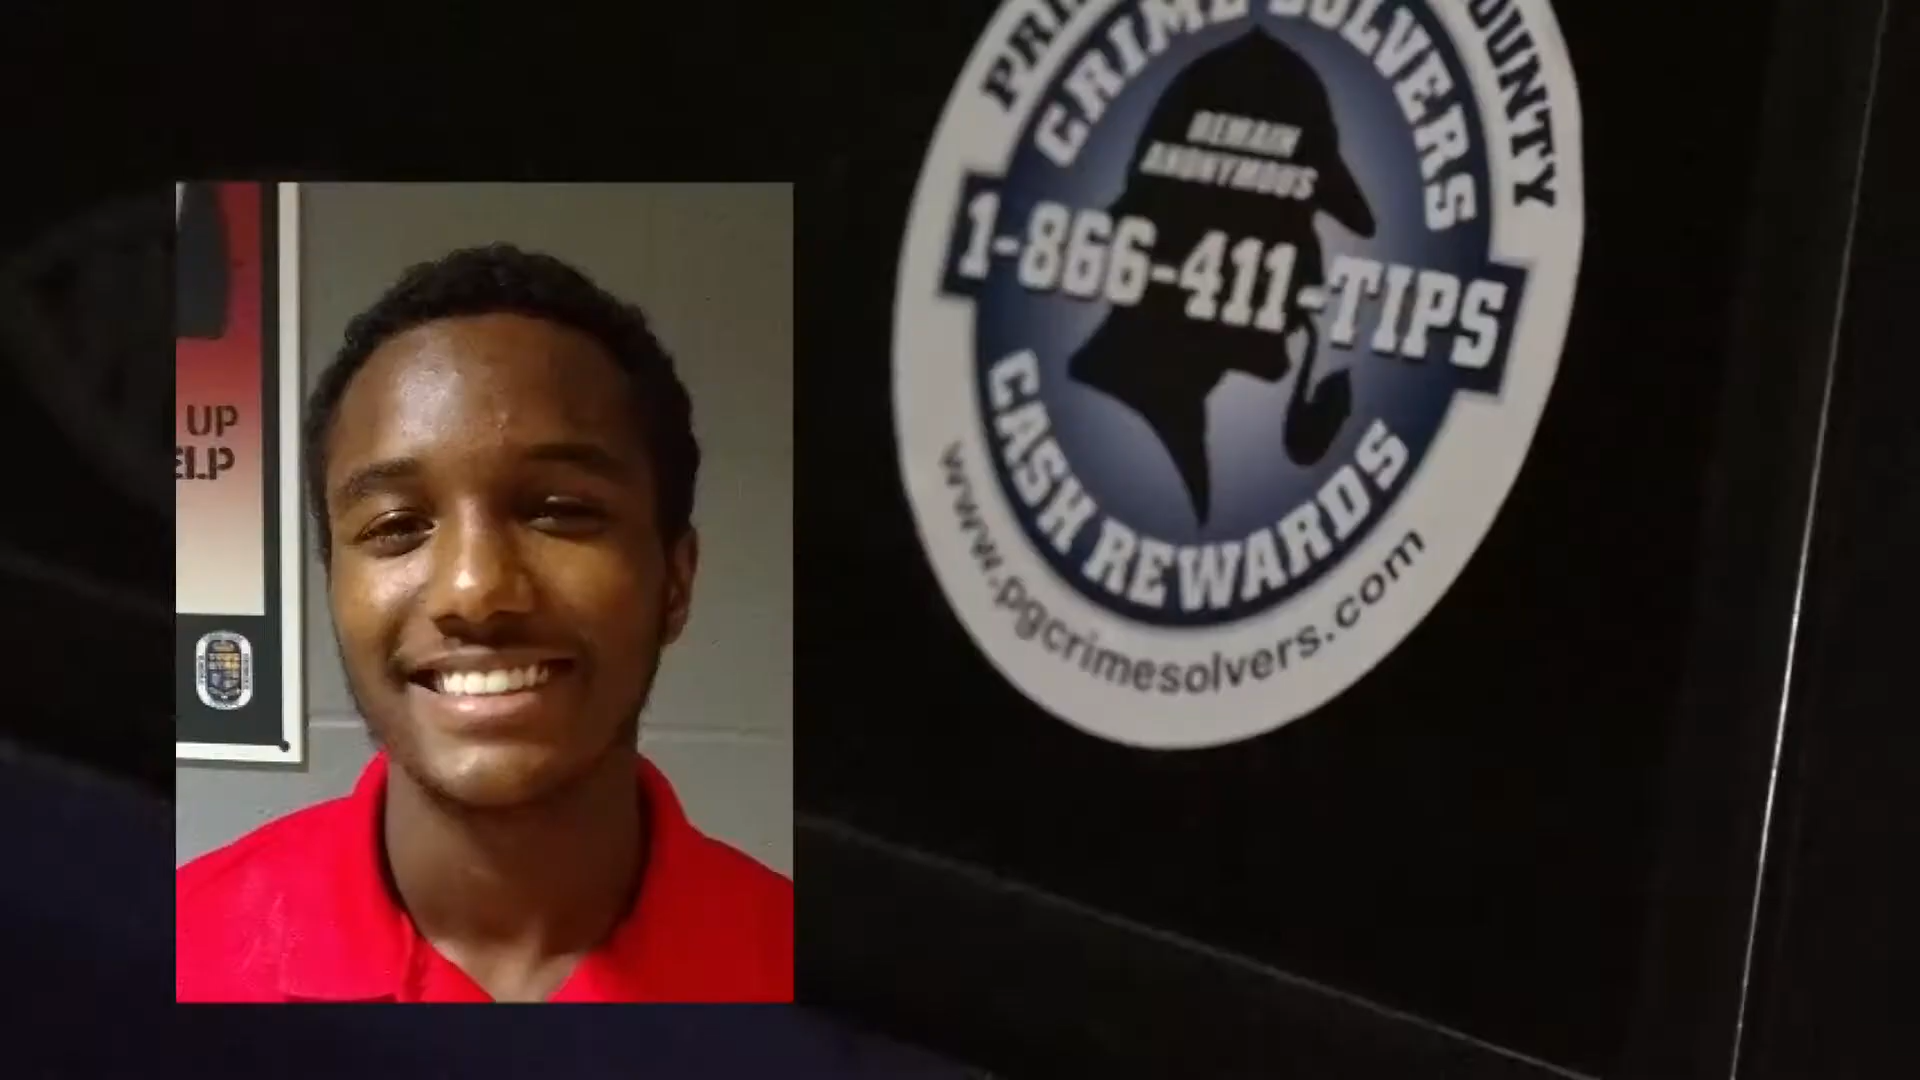 UP
ELP
COUNTY
CRIME SOLVERS
REMAIN
ANONYMOUS
1-866-411-TIPS
CASH REWARDS
www.pgcrimesolvers.com